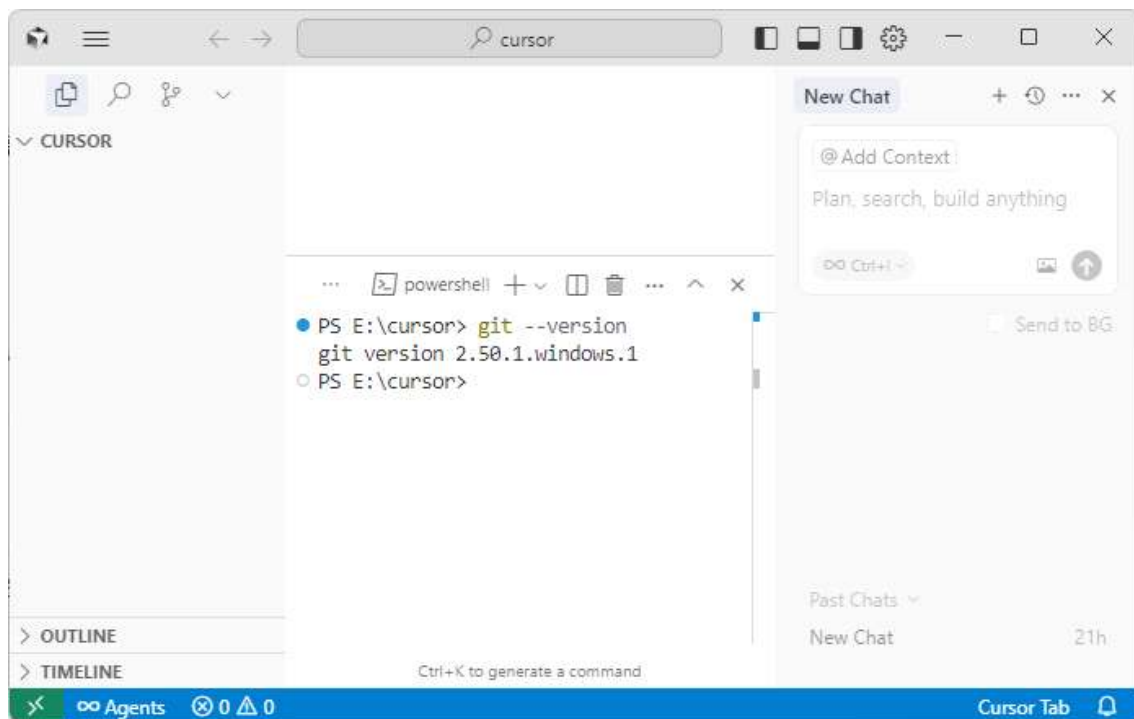 cursor
CURSOR
OUTLINE
TIMELINE
powershell
PS E:\cursor> git --version
git version 2.50.1.windows.1
PS E:\cursor>
Ctrl+K to generate a command
New Chat
@ Add Context
Plan, search, build anything
Ctrl+I
Send to BG
Past Chats
New Chat 21h
Agents 0 0
Cursor Tab